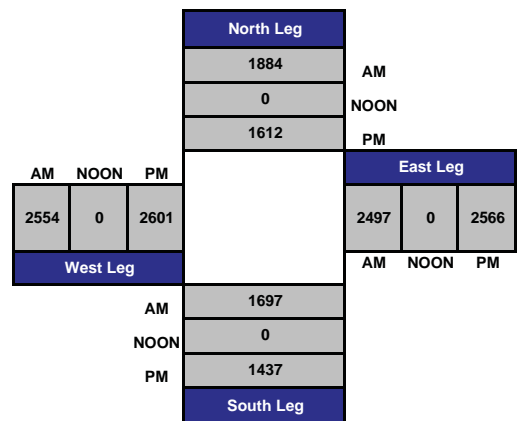 North Leg
1884
AM
0
NOON
1612
PM
AM NOON PM
East Leg
2554 0 2601
2497 0 2566
West Leg
AM NOON PM
AM
1697
NOON
0
PM
1437
South Leg